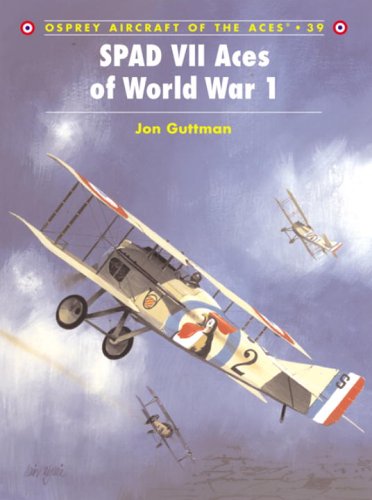 OSPREY AIRCRAFT OF THE ACES® • 39
SPAD VII Aces
of World War 1
Jon Guttman
2
S